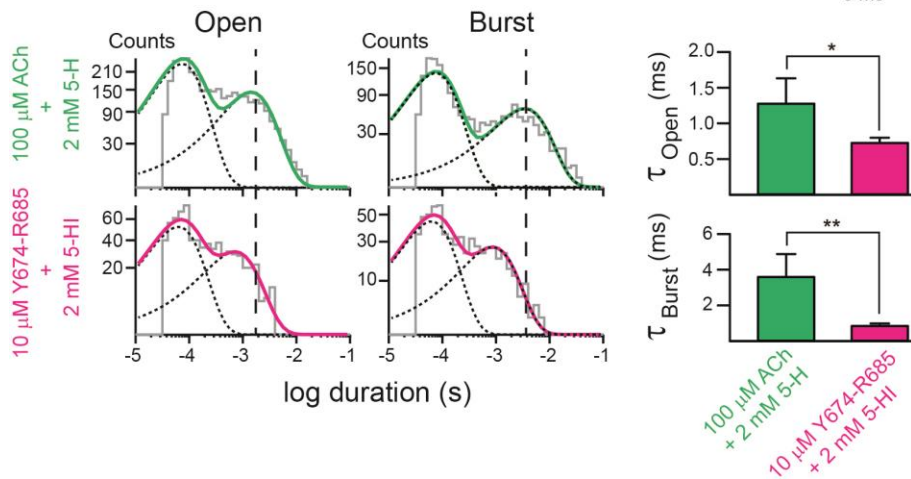 Open
Burst
Counts
Counts
100 μM ACh
+
2 mM 5-H
210
150
90
30
150
90
30
10 μM Y674-R685
+
2 mM 5-HI
60
40
20
50
30
10
-5 -4 -3 -2 -1
-5 -4 -3 -2 -1
log duration (s)
τOpen (ms)
2.0
1.5
1.0
0.5
*
τBurst (ms)
6
4
2
**
100 μM ACh
+ 2 mM 5-H
10 μM Y674-R685
+ 2 mM 5-HI